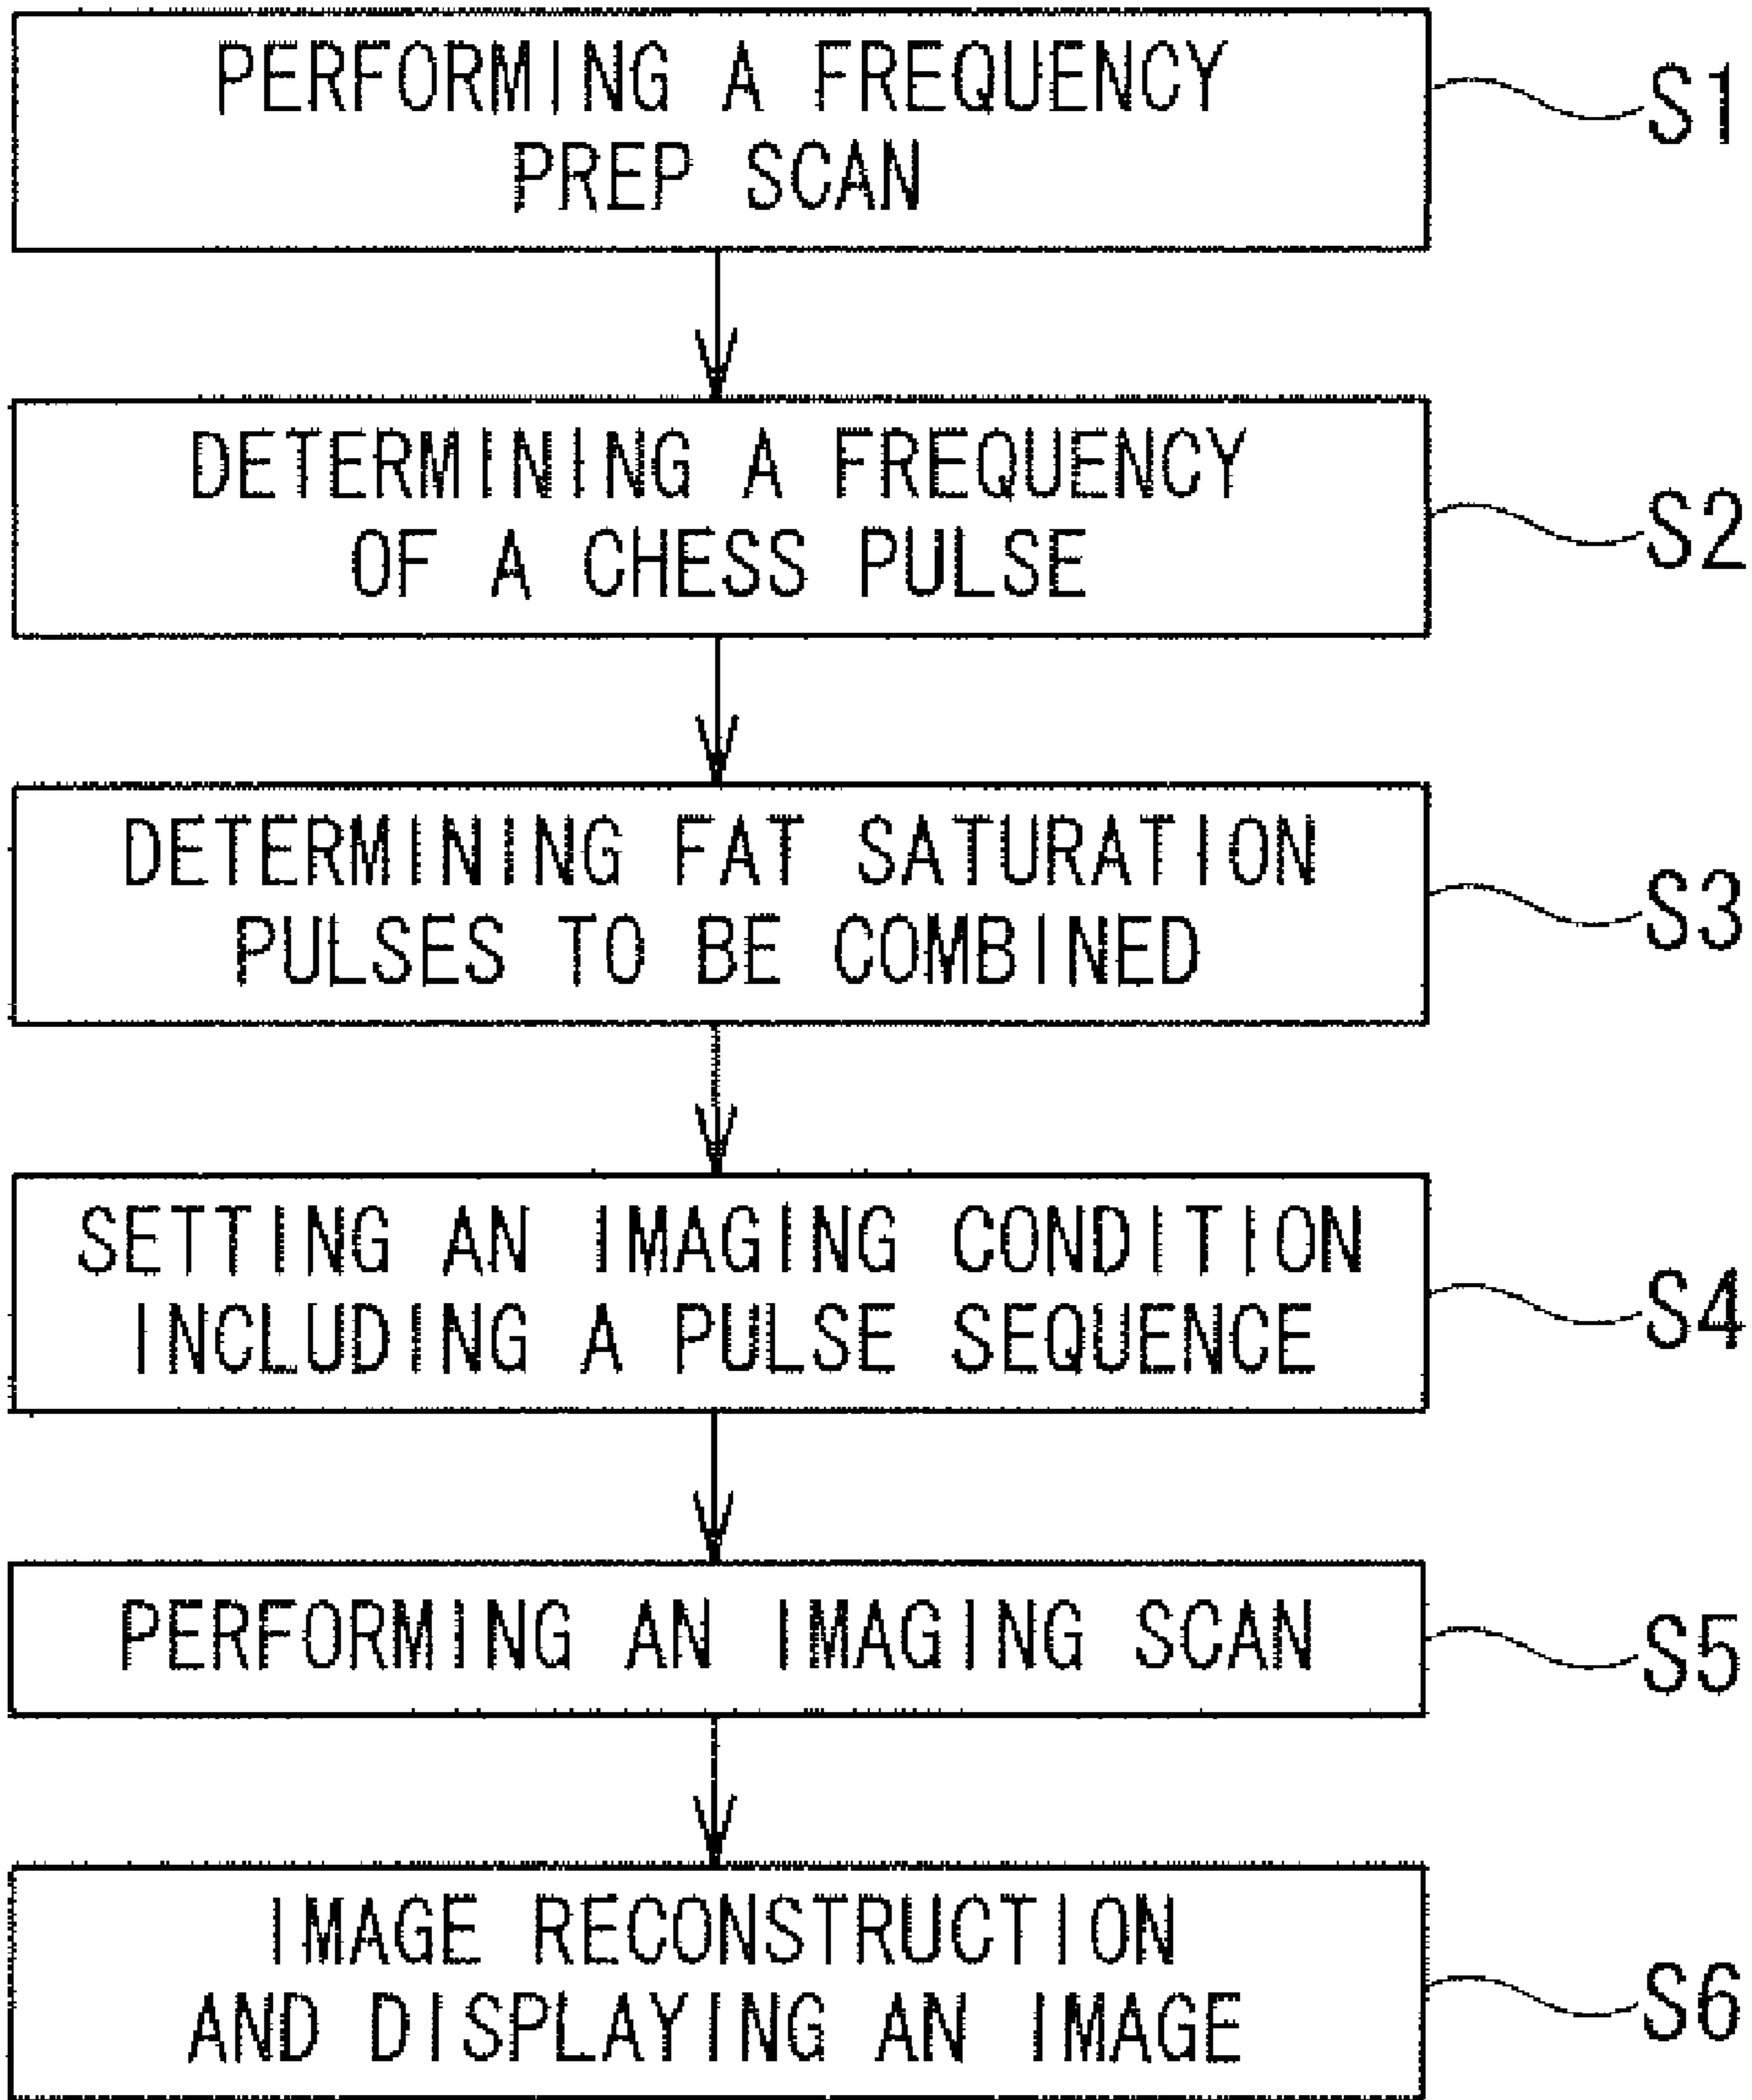 PERFORMING A FREQUENCY
PREP SCAN
S1
DETERMINING A FREQUENCY
OF A CHESS PULSE
S2
DETERMINING FAT SATURATION
PULSES TO BE COMBINED
S3
SETTING AN IMAGING CONDITION
INCLUDING A PULSE SEQUENCE
S4
PERFORMING AN IMAGING SCAN
S5
IMAGE RECONSTRUCTION
AND DISPLAYING AN IMAGE
S6